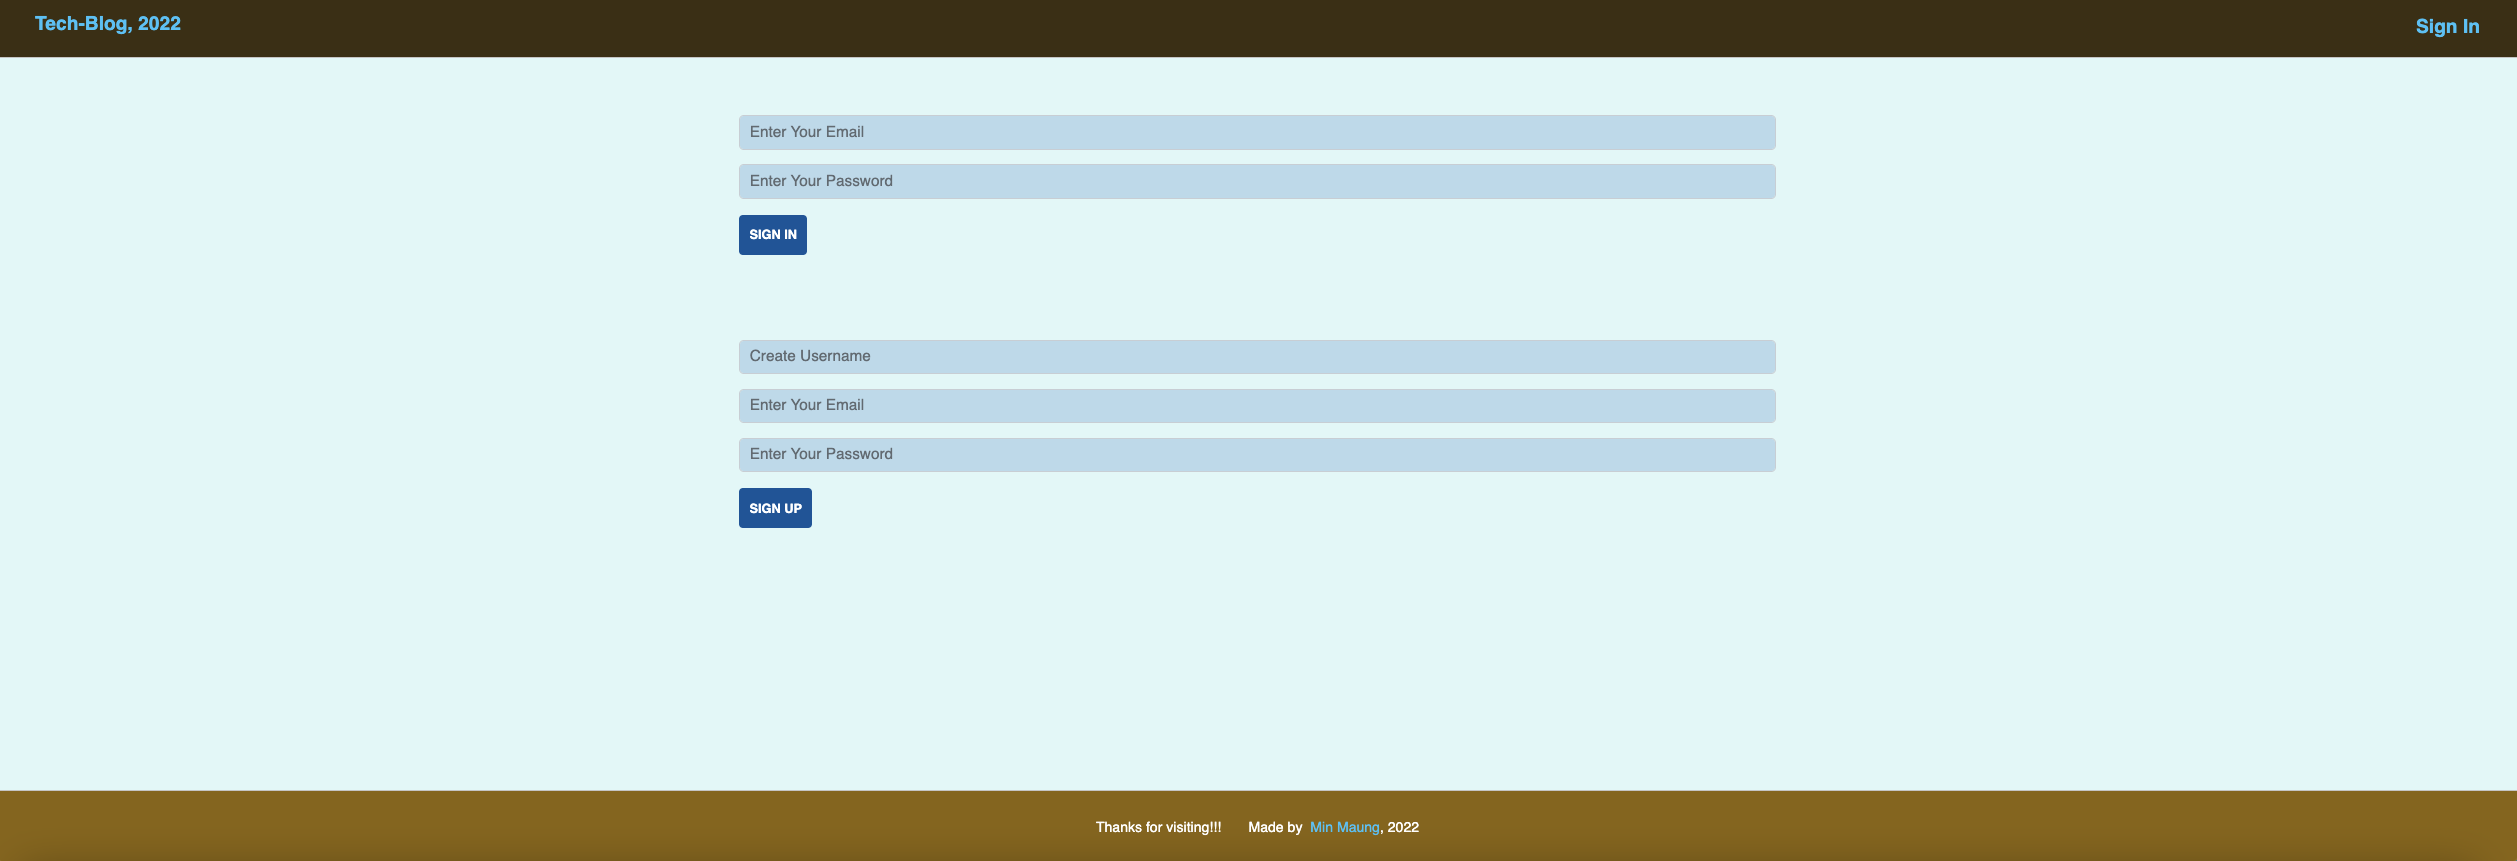 Tech-Blog, 2022
Sign In
Enter Your Email
Enter Your Password
SIGN IN
Create Username
Enter Your Email
Enter Your Password
SIGN UP
Thanks for visiting!!! Made by Min Maung, 2022